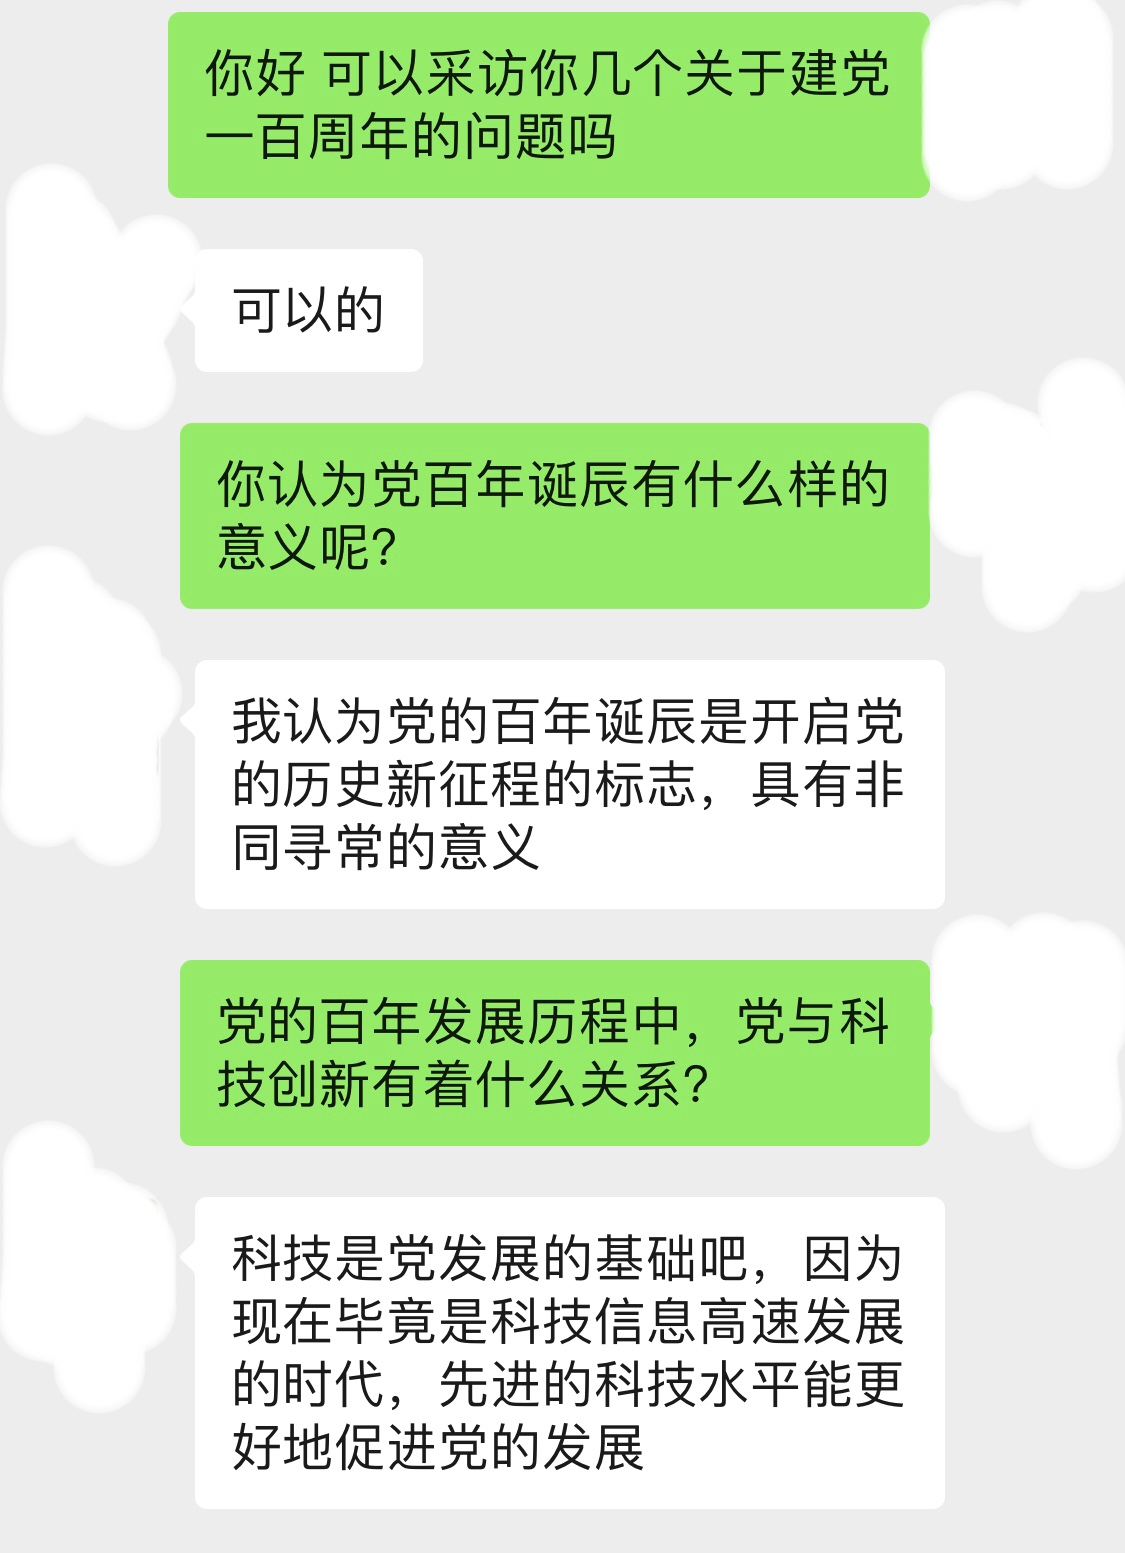 你好 可以采访你几个关于建党
一百周年的问题吗
可以的
你认为党百年诞辰有什么样的
意义呢?
我认为党的百年诞辰是开启党
的历史新征程的标志，具有非
同寻常的意义
党的百年发展历程中，党与科
技创新有着什么关系?
科技是党发展的基础吧，因为
现在毕竟是科技信息高速发展
的时代，先进的科技水平能更
好地促进党的发展